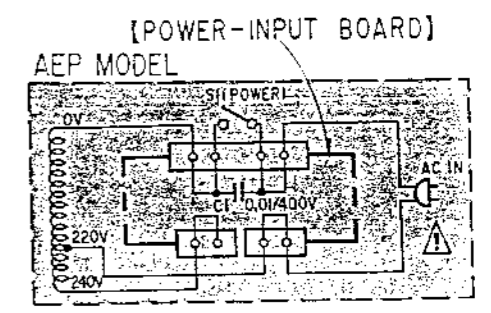 [POWER-INPUT BOARD]
AEP MODEL
S1(POWER)
0V
AC IN
C1 0.01/400V
220V
240V